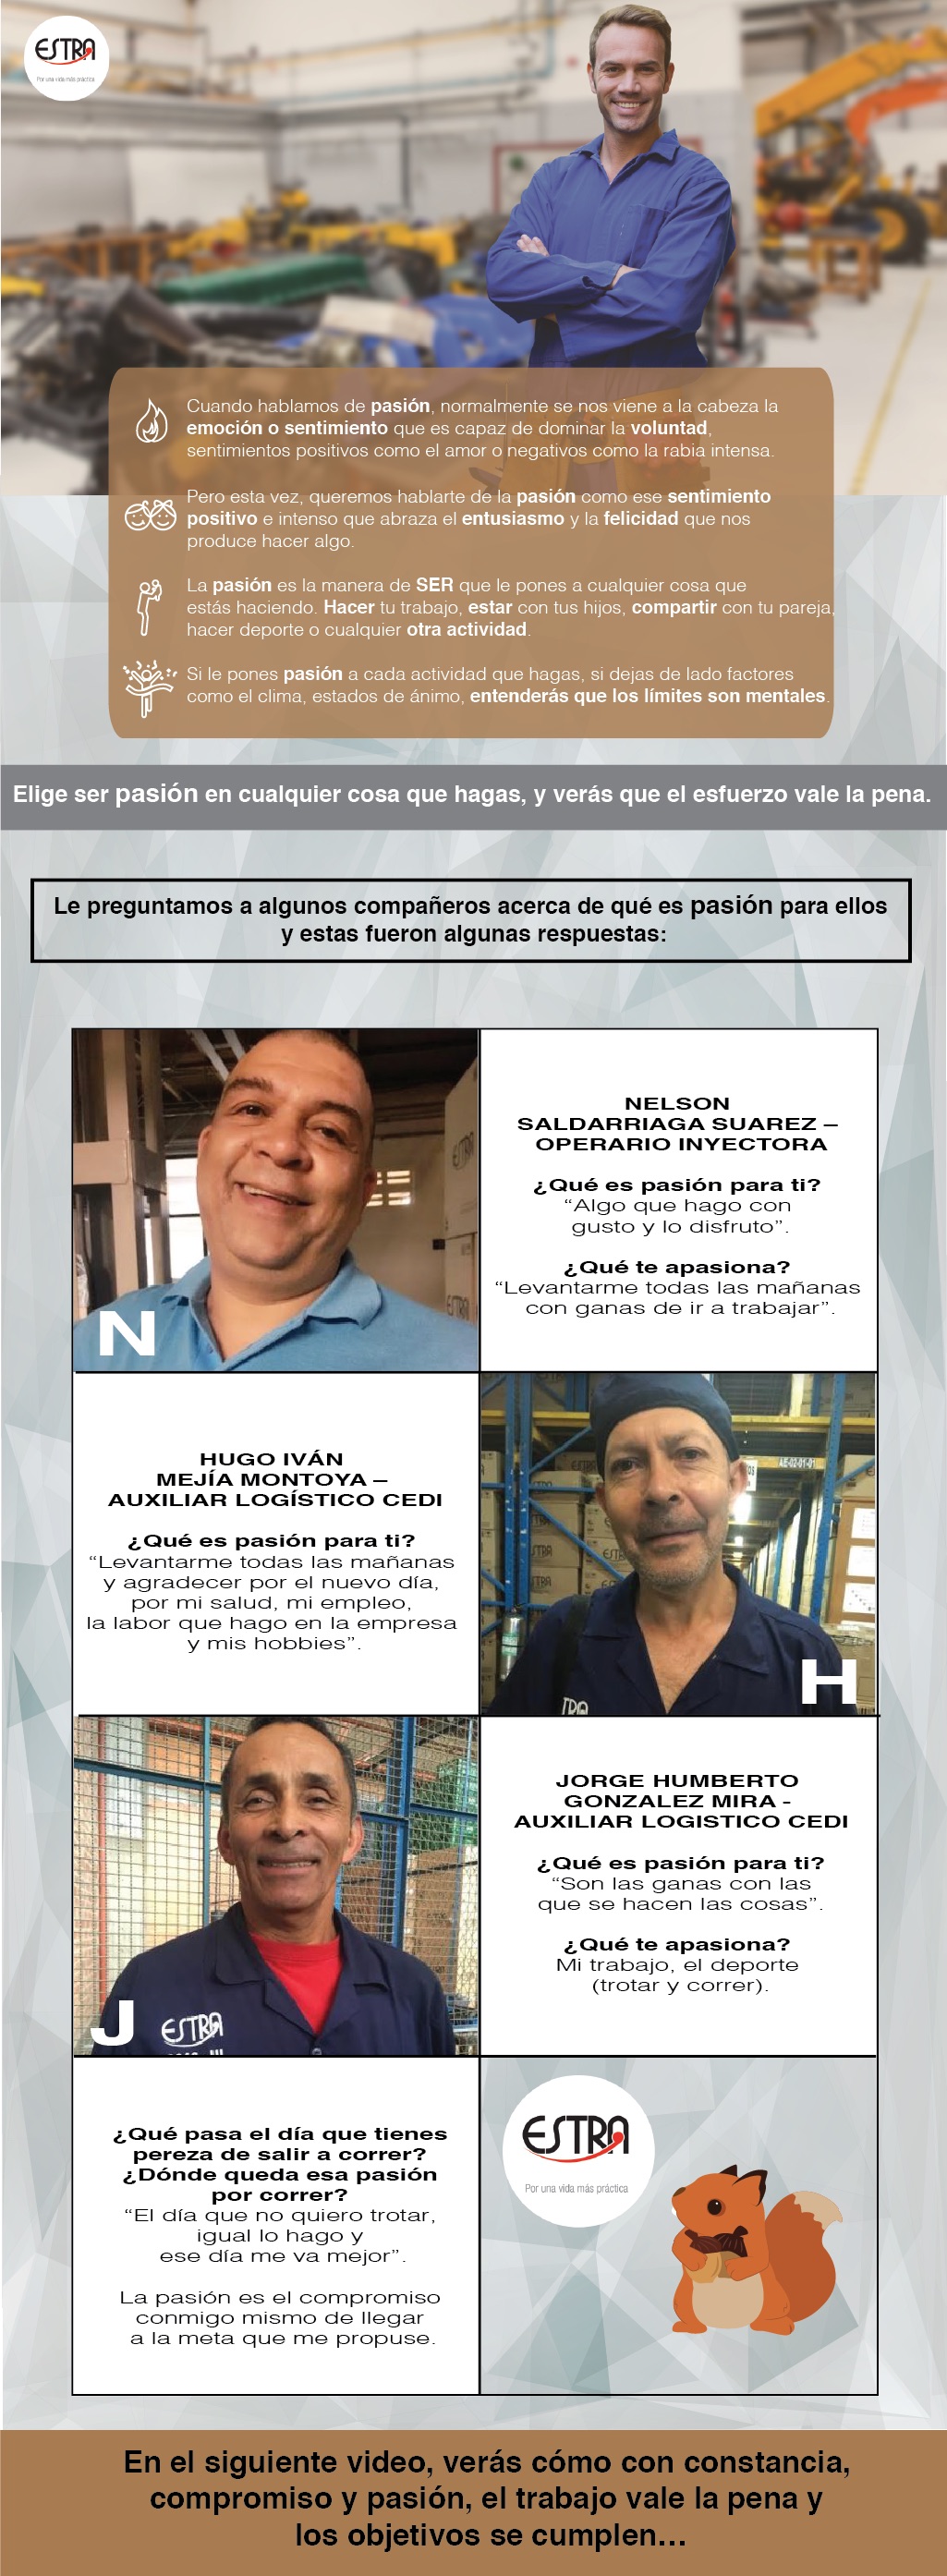 ESTRA
Por una vida más práctica
Cuando hablamos de pasión, normalmente se nos viene a la cabeza la
emoción o sentimiento que es capaz de dominar la voluntad,
sentimientos positivos como el amor o negativos como la rabia intensa.
Pero esta vez, queremos hablarte de la pasión como ese sentimiento
positivo e intenso que abraza el entusiasmo y la felicidad que nos
produce hacer algo.
La pasión es la manera de SER que le pones a cualquier cosa que
estás haciendo. Hacer tu trabajo, estar con tus hijos, compartir con tu pareja,
hacer deporte o cualquier otra actividad.
Si le pones pasión a cada actividad que hagas, si dejas de lado factores
como el clima, estados de ánimo, entenderás que los límites son mentales.
Elige ser pasión en cualquier cosa que hagas, y verás que el esfuerzo vale la pena.
Le preguntamos a algunos compañeros acerca de qué es pasión para ellos
y estas fueron algunas respuestas:
N
NELSON
SALDARRIAGA SUAREZ –
OPERARIO INYECTORA
¿Qué es pasión para ti?
“Algo que hago con
gusto y lo disfruto”.
¿Qué te apasiona?
“Levantarme todas las mañanas
con ganas de ir a trabajar”.
HUGO IVÁN
MEJÍA MONTOYA –
AUXILIAR LOGÍSTICO CEDI
¿Qué es pasión para ti?
“Levantarme todas las mañanas
y agradecer por el nuevo día,
por mi salud, mi empleo,
la labor que hago en la empresa
y mis hobbies”.
AE-02-01-01
H
J
ESTRA
JORGE HUMBERTO
GONZALEZ MIRA -
AUXILIAR LOGISTICO CEDI
¿Qué es pasión para ti?
“Son las ganas con las
que se hacen las cosas”.
¿Qué te apasiona?
Mi trabajo, el deporte
(trotar y correr).
¿Qué pasa el día que tienes
pereza de salir a correr?
¿Dónde queda esa pasión
por correr?
“El día que no quiero trotar,
igual lo hago y
ese día me va mejor”.
La pasión es el compromiso
conmigo mismo de llegar
a la meta que me propuse.
ESTRA
Por una vida más práctica
En el siguiente video, verás cómo con constancia,
compromiso y pasión, el trabajo vale la pena y
los objetivos se cumplen...